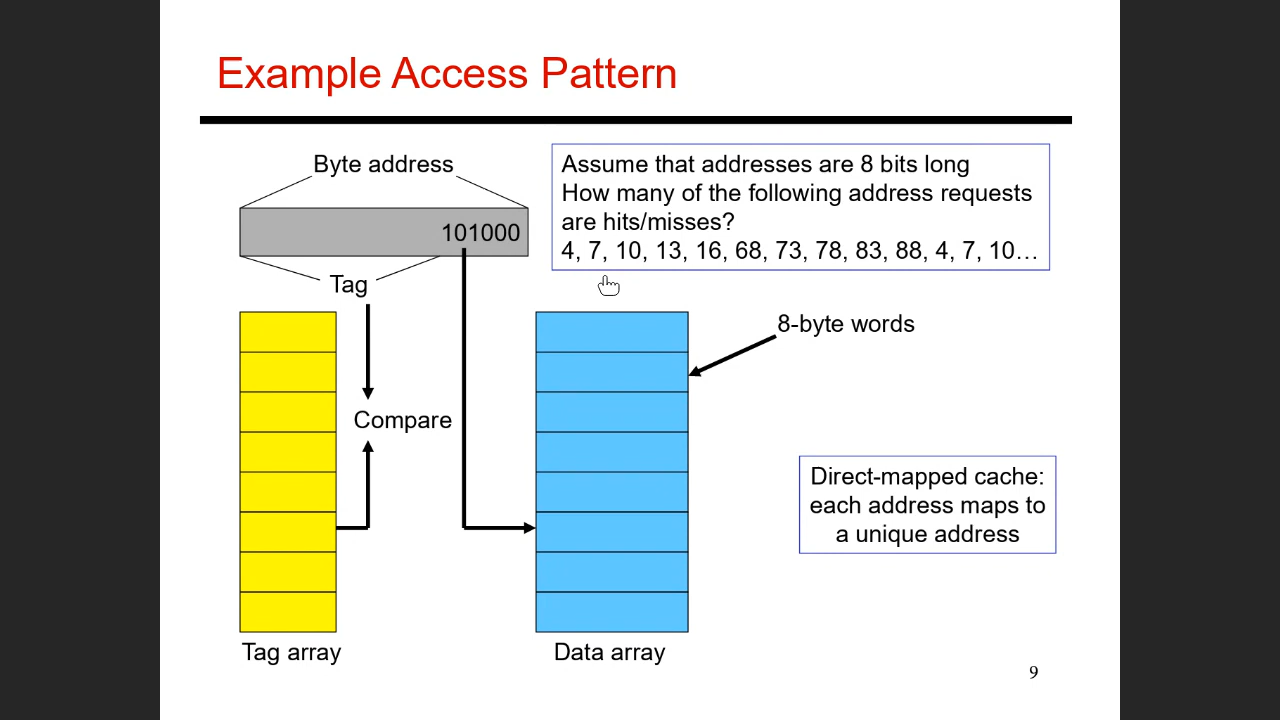 Example Access Pattern
Byte address
101000
Tag
Assume that addresses are 8 bits long
How many of the following address requests
are hits/misses?
4, 7, 10, 13, 16, 68, 73, 78, 83, 88, 4, 7, 10…
8-byte words
Compare
Direct-mapped cache:
each address maps to
a unique address
Tag array
Data array
9